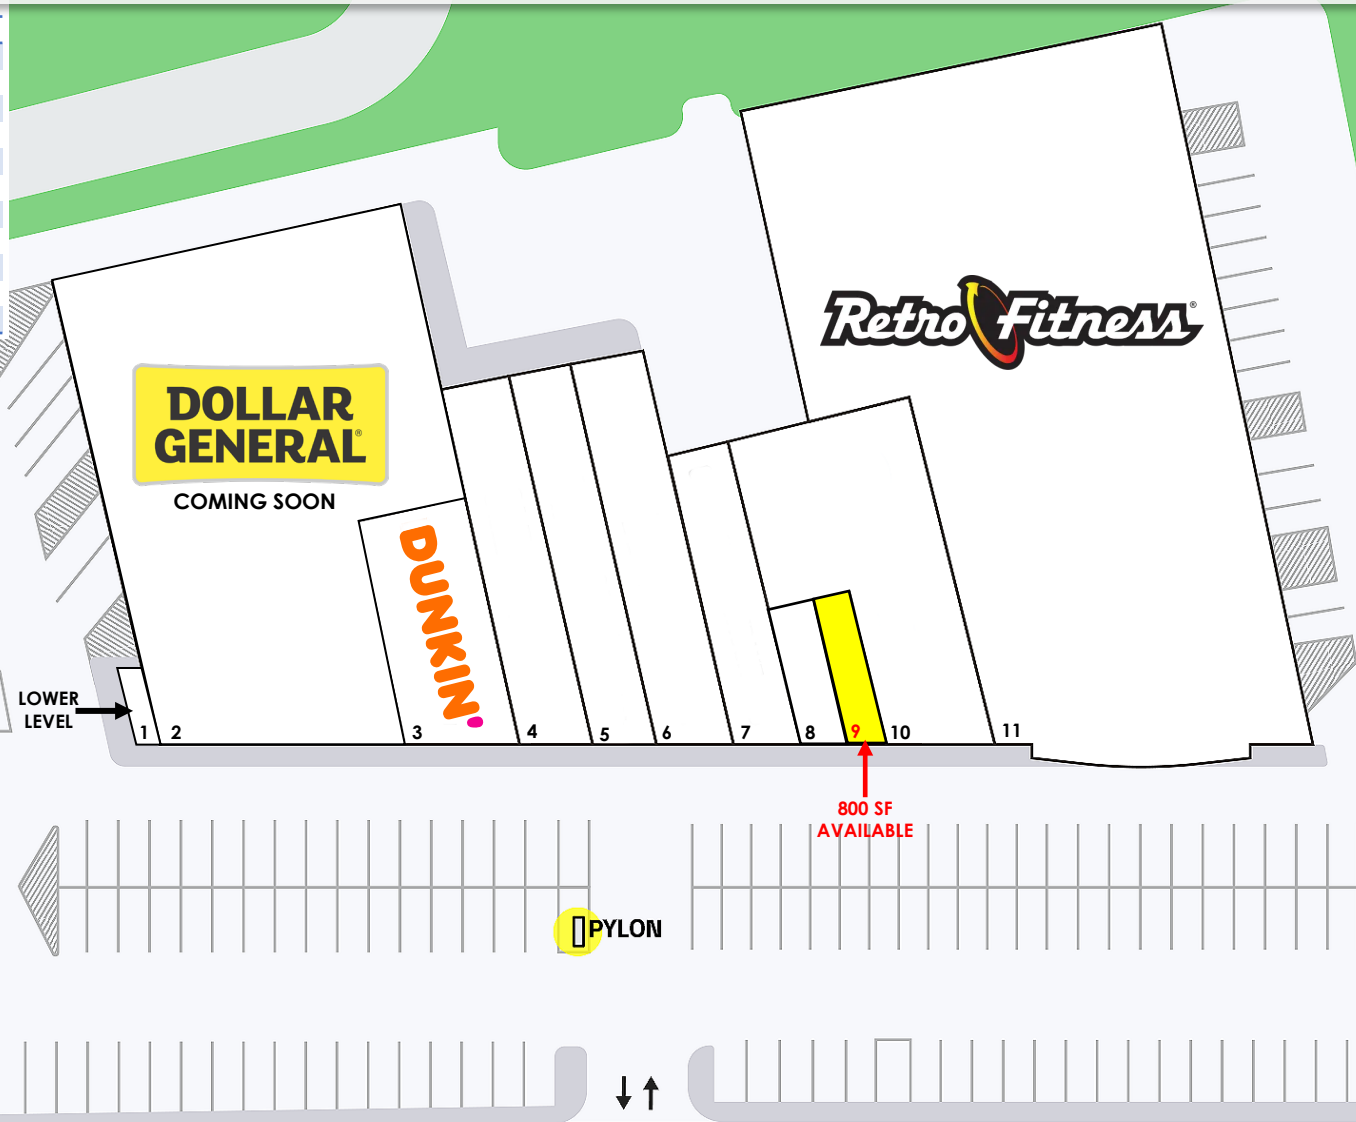 Retro Fitness®
DOLLAR
GENERAL®
COMING SOON
DUNKIN'
LOWER
LEVEL
1 2 3 4 5 6 7 8 9 10 11
800 SF
AVAILABLE
PYLON